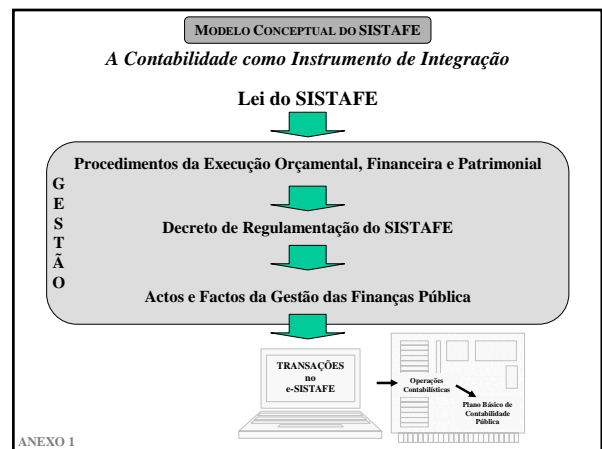 MODELO CONCEPTUAL DO SISTAFE
A Contabilidade como Instrumento de Integração
Lei do SISTAFE
Procedimentos da Execução Orçamental, Financeira e Patrimonial
GESTÃO
Decreto de Regulamentação do SISTAFE
Actos e Factos da Gestão das Finanças Pública
TRANSAÇÕES
no
e-SISTAFE
Operações
Contabilísticas
Plano Básico de
Contabilidade
Pública
ANEXO 1